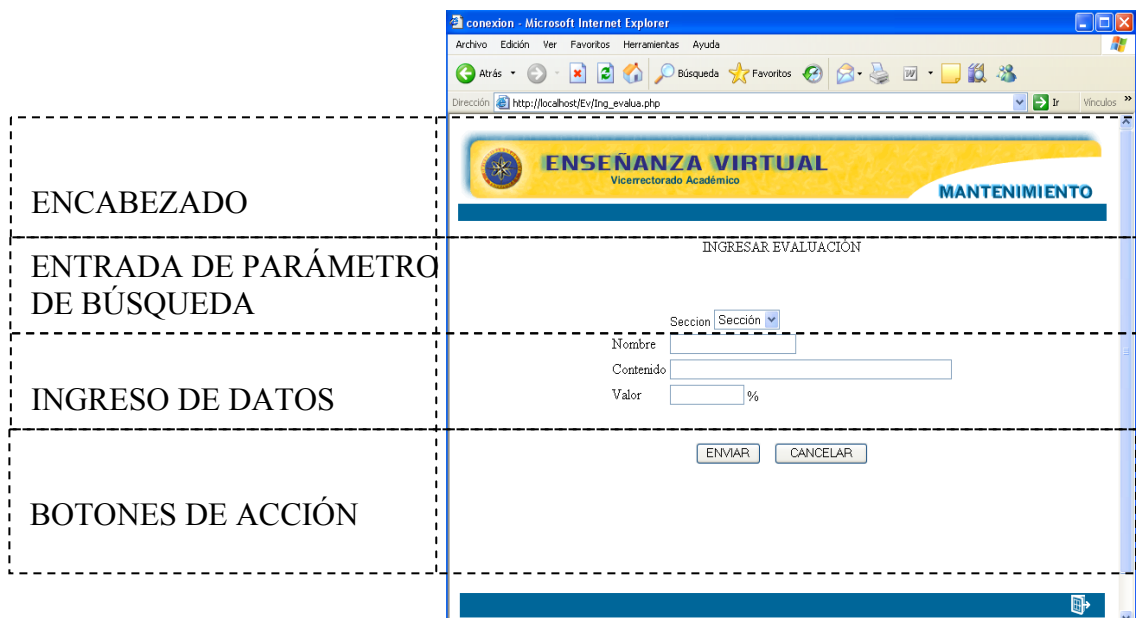 conexion - Microsoft Internet Explorer
Archivo Edición Ver Favoritos Herramientas Ayuda
Atrás Búsqueda Favoritos
Dirección http://localhost/Ev/Ing_evalua.php Ir Vínculos »
ENCABEZADO
ENSEÑANZA VIRTUAL
Vicerrectorado Académico
MANTENIMIENTO
ENTRADA DE PARÁMETRO
DE BÚSQUEDA
INGRESAR EVALUACIÓN
Seccion Sección
INGRESO DE DATOS
Nombre
Contenido
Valor %
BOTONES DE ACCIÓN
ENVIAR CANCELAR